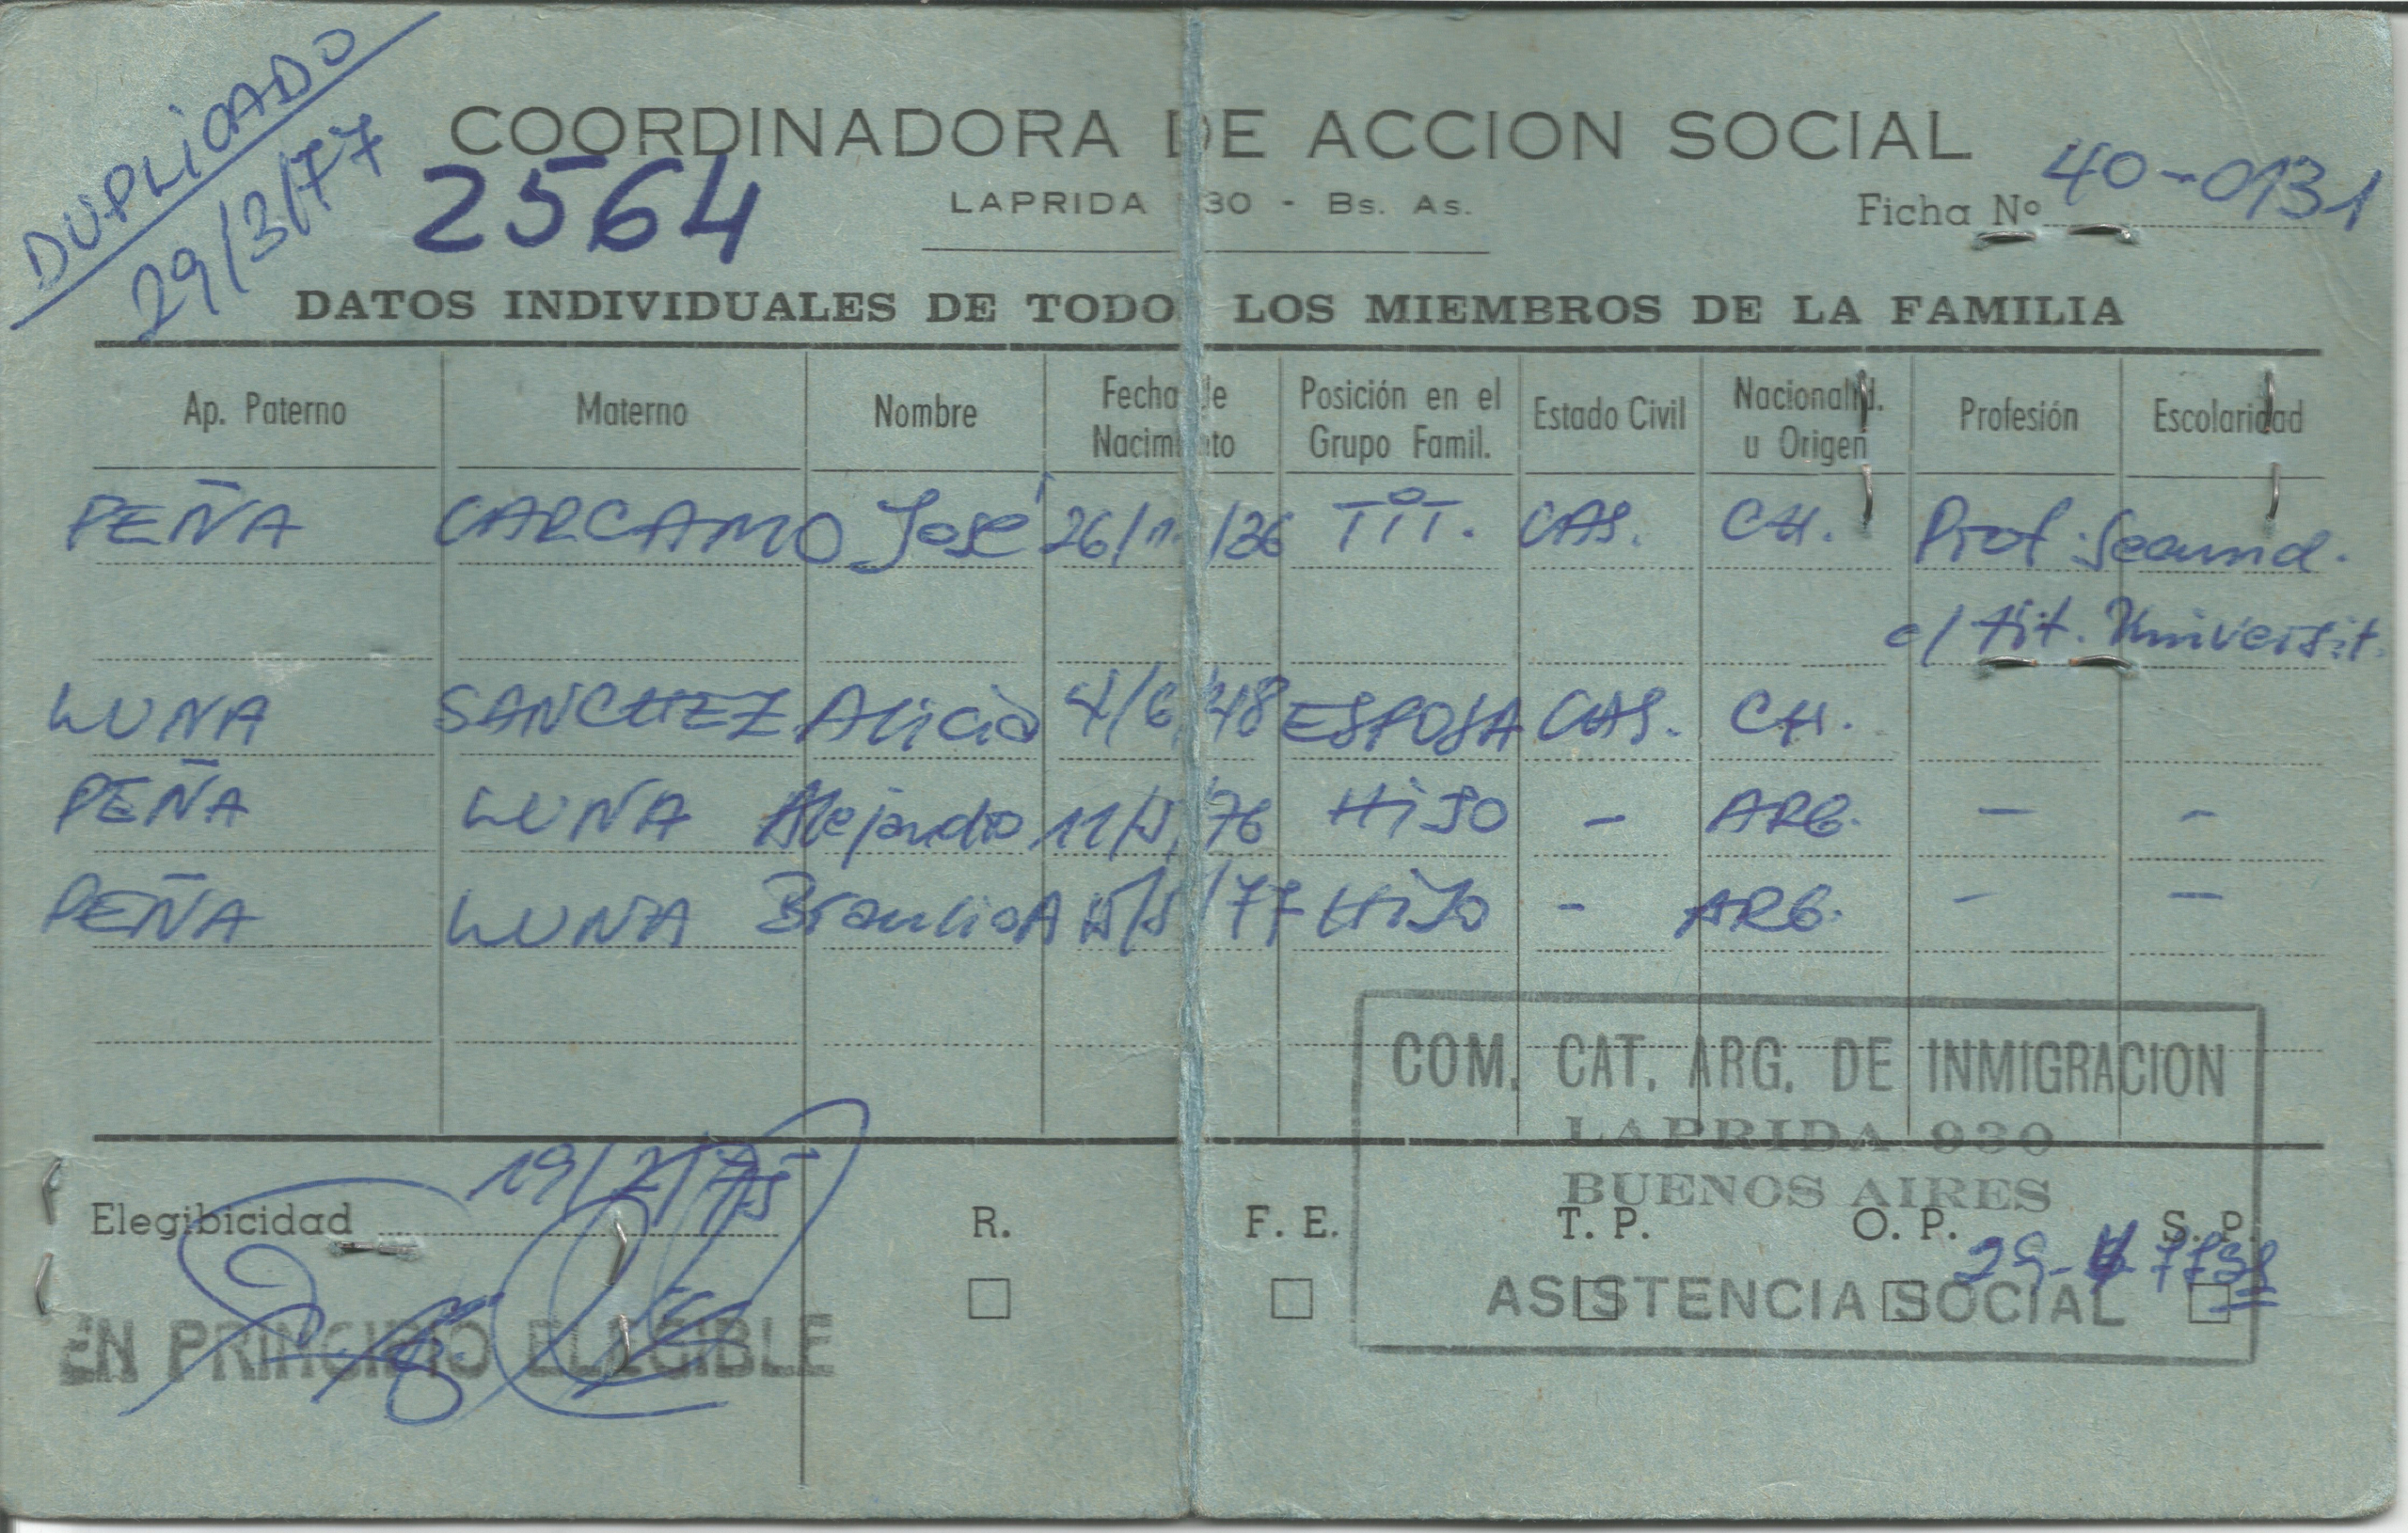 DUPLICADO
29/3/77
COORDINADORA DE ACCION SOCIAL
2564
LAPRIDA 30 - Bs. As.
Ficha Nº 40-0131
DATOS INDIVIDUALES DE TODO LOS MIEMBROS DE LA FAMILIA
Ap. Paterno Materno Nombre Fecha de Nacimiento Posición en el Grupo Famil. Estado Civil Nacionalid. u Origen Profesión Escolaridad
PEÑA CARCAMO José 26/11/36 TIT. CAS. CH. Prof. Secund.
c/ tit. Universit.
LUNA SANCHEZ Alicia 4/6/48 ESPOSA CAS. CH.
PEÑA LUNA Alejandro /76 HiJO - ARG. - -
PEÑA LUNA Braulio A /77 HiJo - ARG. - -
COM. CAT. ARG. DE INMIGRACION
LAPRIDA 930
BUENOS AIRES
ASISTENCIA SOCIAL
Elegibicidad 19/2/75 R. F. E. T. P. O. P. S. P.
EN PRINCIPIO ELEGIBLE